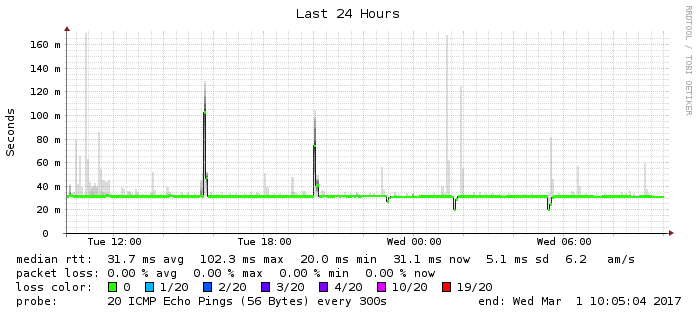 Last 24 Hours
RRDTOOL / TOBI OETIKER
Seconds
160 m
140 m
120 m
100 m
80 m
60 m
40 m
20 m
0
Tue 12:00 Tue 18:00 Wed 00:00 Wed 06:00
median rtt: 31.7 ms avg 102.3 ms max 20.0 ms min 31.1 ms now 5.1 ms sd 6.2 am/s
packet loss: 0.00 % avg 0.00 % max 0.00 % min 0.00 % now
loss color: 0 1/20 2/20 3/20 4/20 10/20 19/20
probe: 20 ICMP Echo Pings (56 Bytes) every 300s end: Wed Mar 1 10:05:04 2017